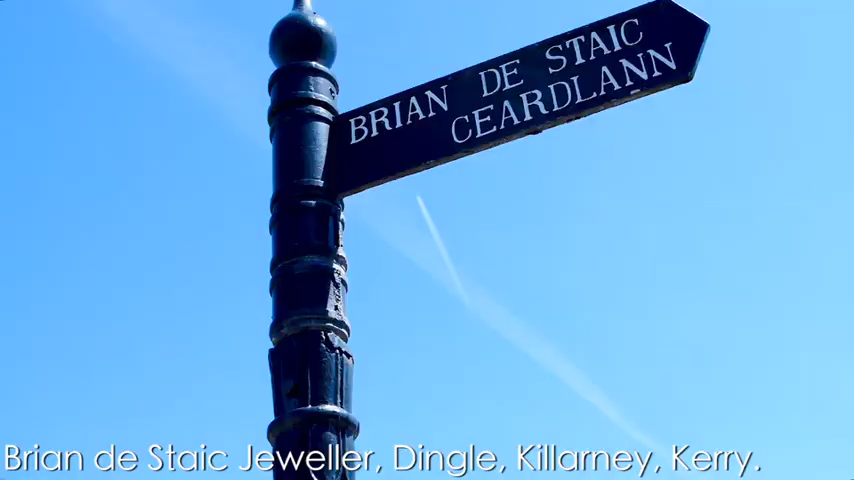 BRIAN DE STAIC
CEARDLANN
Brian de Staic Jeweller, Dingle, Killarney, Kerry.